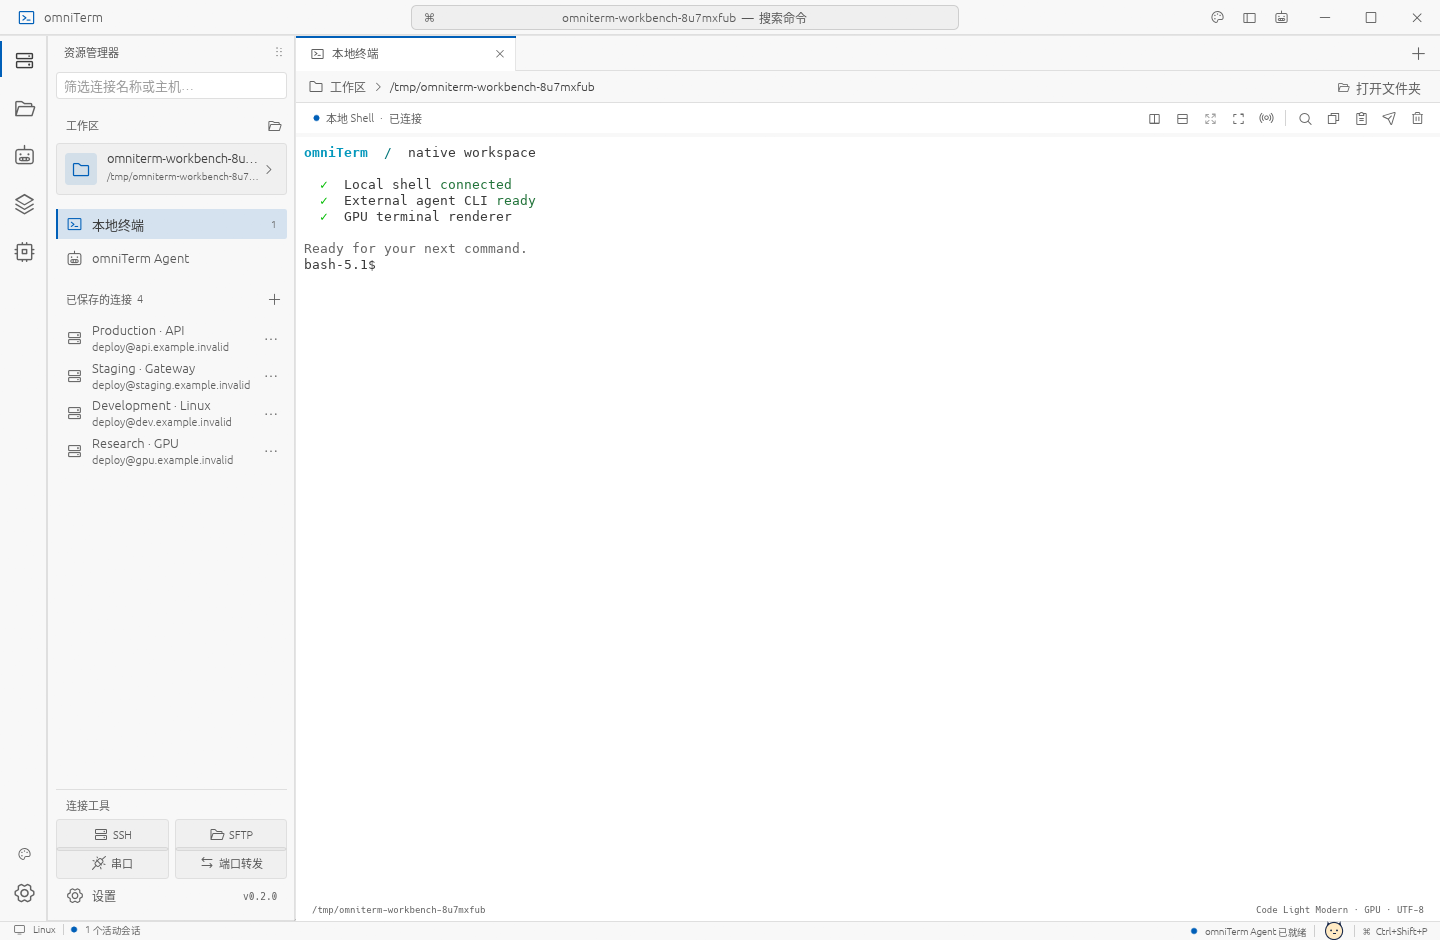 omniTerm
⌘ omniterm-workbench-8u7mxfub — 搜索命令
资源管理器
筛选连接名称或主机...
工作区
omniterm-workbench-8u...
/tmp/omniterm-workbench-8u7...
本地终端 1
omniTerm Agent
已保存的连接 4
Production · API
deploy@api.example.invalid
Staging · Gateway
deploy@staging.example.invalid
Development · Linux
deploy@dev.example.invalid
Research · GPU
deploy@gpu.example.invalid
连接工具
SSH SFTP
串口 端口转发
设置 v0.2.0
本地终端
工作区 /tmp/omniterm-workbench-8u7mxfub 打开文件夹
本地 Shell · 已连接
omniTerm / native workspace
✓ Local shell connected
✓ External agent CLI ready
✓ GPU terminal renderer
Ready for your next command.
bash-5.1$
/tmp/omniterm-workbench-8u7mxfub Code Light Modern · GPU · UTF-8
Linux 1 个活动会话 omniTerm Agent 已就绪 ⌘ Ctrl+Shift+P